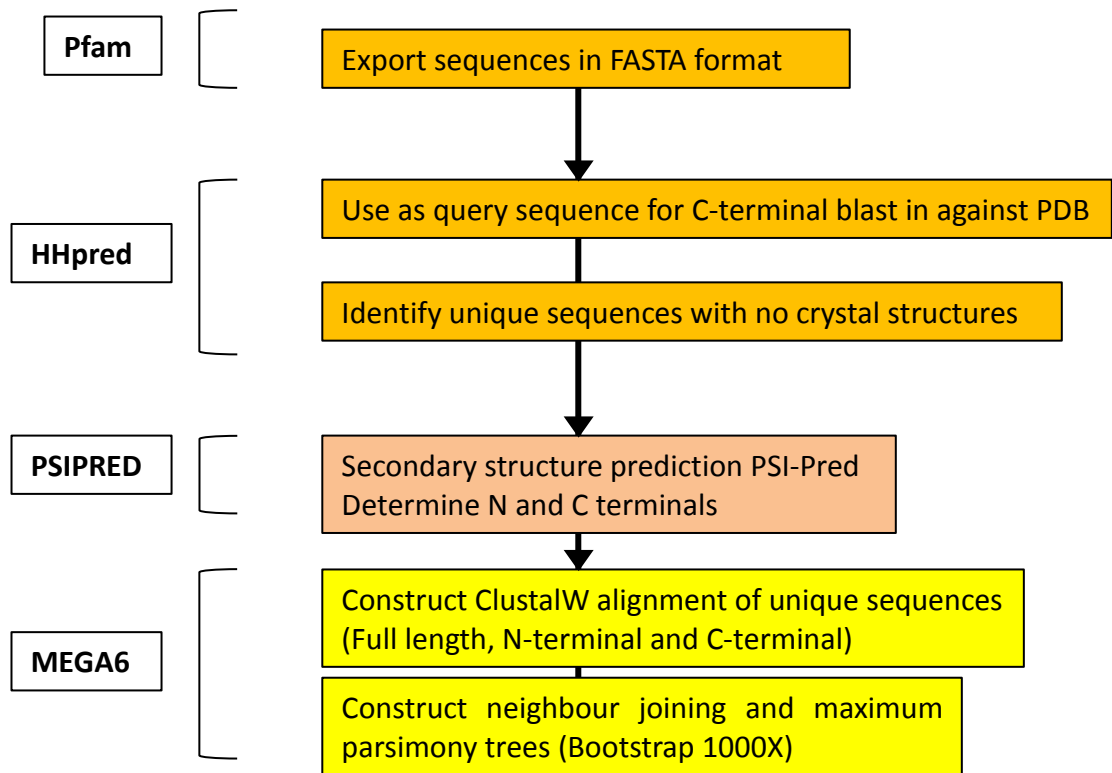 Pfam
Export sequences in FASTA format
HHpred
Use as query sequence for C-terminal blast in against PDB
Identify unique sequences with no crystal structures
PSIPRED
Secondary structure prediction PSI-Pred
Determine N and C terminals
MEGA6
Construct ClustalW alignment of unique sequences
(Full length, N-terminal and C-terminal)
Construct neighbour joining and maximum
parsimony trees (Bootstrap 1000X)